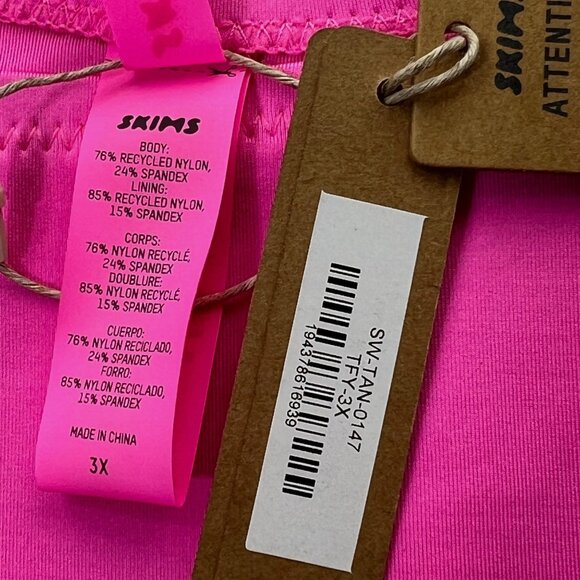 SKIMS
BODY:
76% RECYCLED NYLON,
24% SPANDEX
LINING:
85% RECYCLED NYLON,
15% SPANDEX
CORPS:
76% NYLON RECYCLÉ,
24% SPANDEX
DOUBLURE:
85% NYLON RECYCLÉ,
15% SPANDEX
CUERPO:
76% NYLON RECICLADO,
24% SPANDEX
FORRO:
85% NYLON RECICLADO,
15% SPANDEX
MADE IN CHINA
3X
SW-TAN-0147
TFY-3X
194378616939
SKIMS
ATTENTI